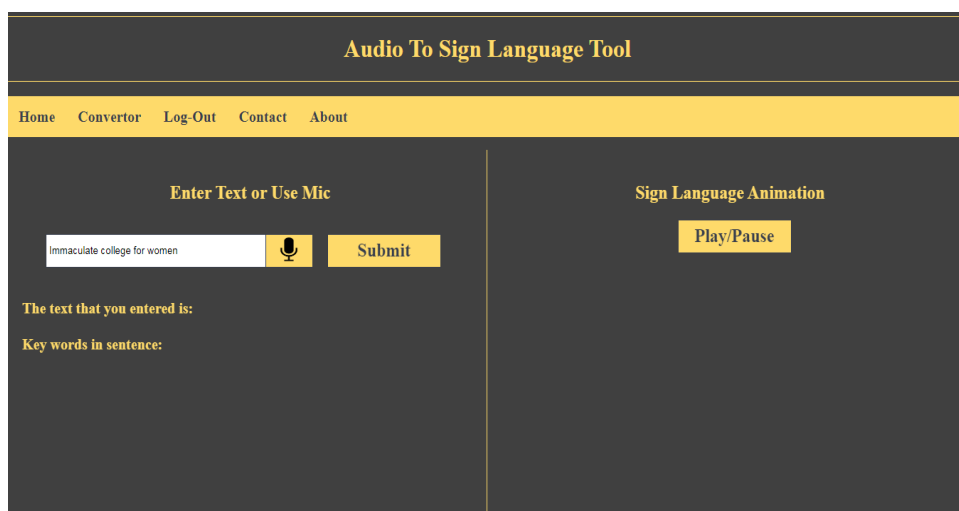 Audio To Sign Language Tool
Home Convertor Log-Out Contact About
Enter Text or Use Mic
Immaculate college for women
Submit
The text that you entered is:
Key words in sentence:
Sign Language Animation
Play/Pause